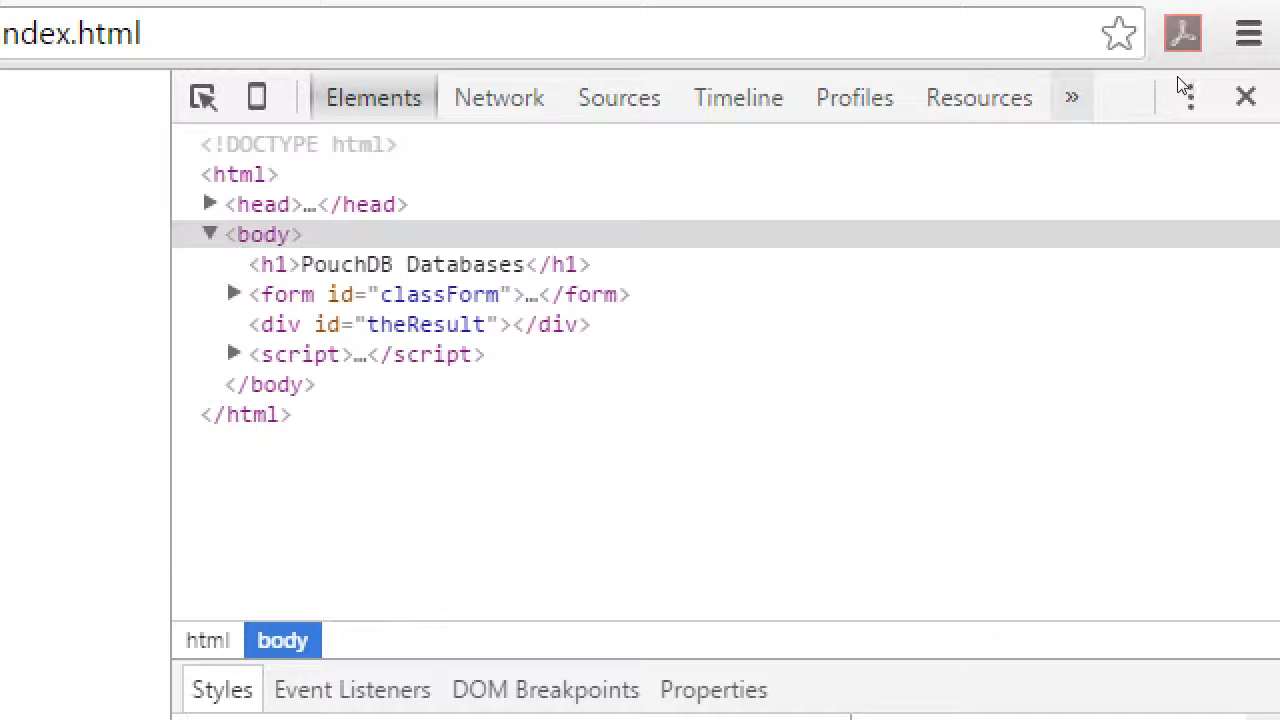 ndex.html
Elements Network Sources Timeline Profiles Resources »
<!DOCTYPE html>
<html>
<head>…</head>
<body>
<h1>PouchDB Databases</h1>
<form id="classForm">…</form>
<div id="theResult"></div>
<script>…</script>
</body>
</html>
html body
Styles Event Listeners DOM Breakpoints Properties